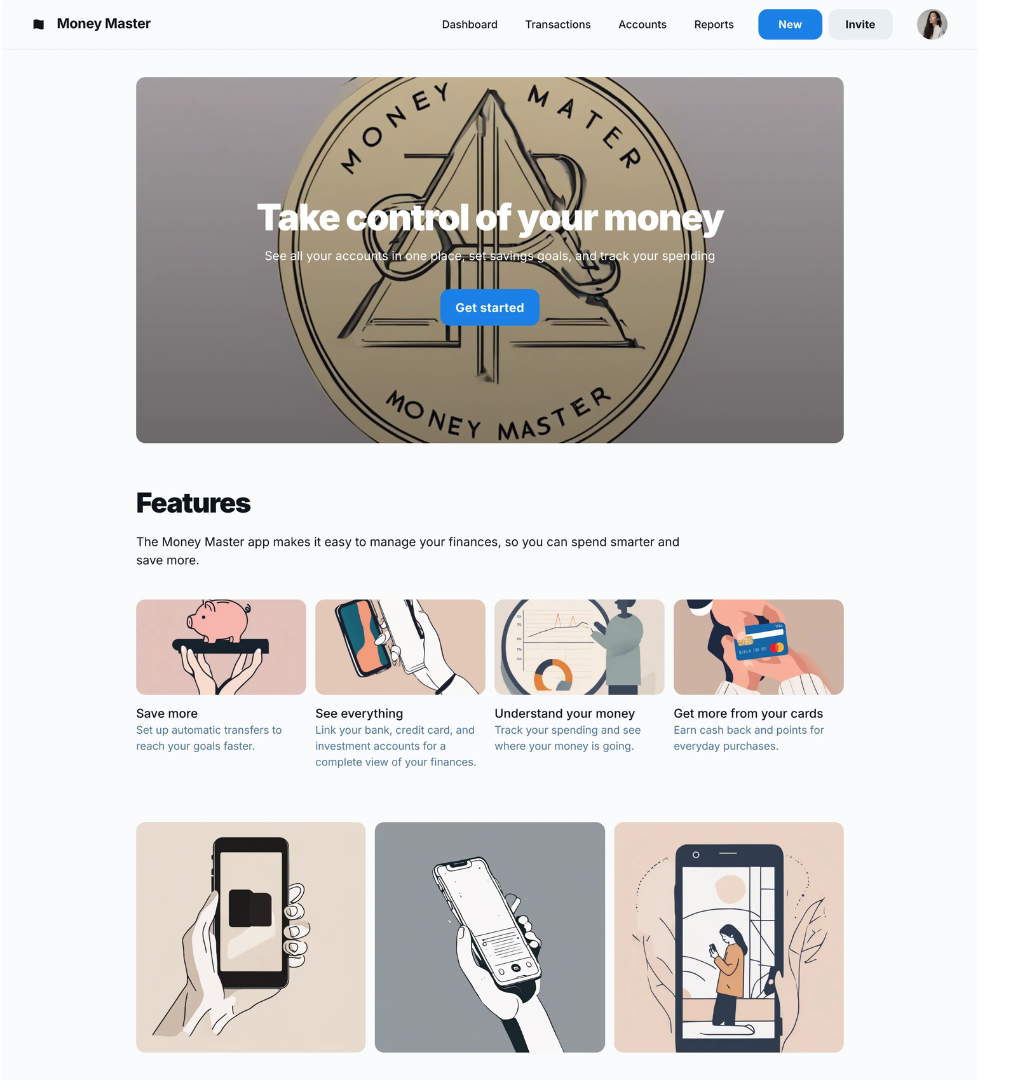 Money Master
Dashboard
Transactions
Accounts
Reports
New
Invite
MONEY MATER
Take control of your money
See all your accounts in one place, set savings goals, and track your spending
Get started
MONEY MASTER
Features
The Money Master app makes it easy to manage your finances, so you can spend smarter and
save more.
Save more
Set up automatic transfers to
reach your goals faster.
See everything
Link your bank, credit card, and
investment accounts for a
complete view of your finances.
Understand your money
Track your spending and see
where your money is going.
Get more from your cards
Earn cash back and points for
everyday purchases.